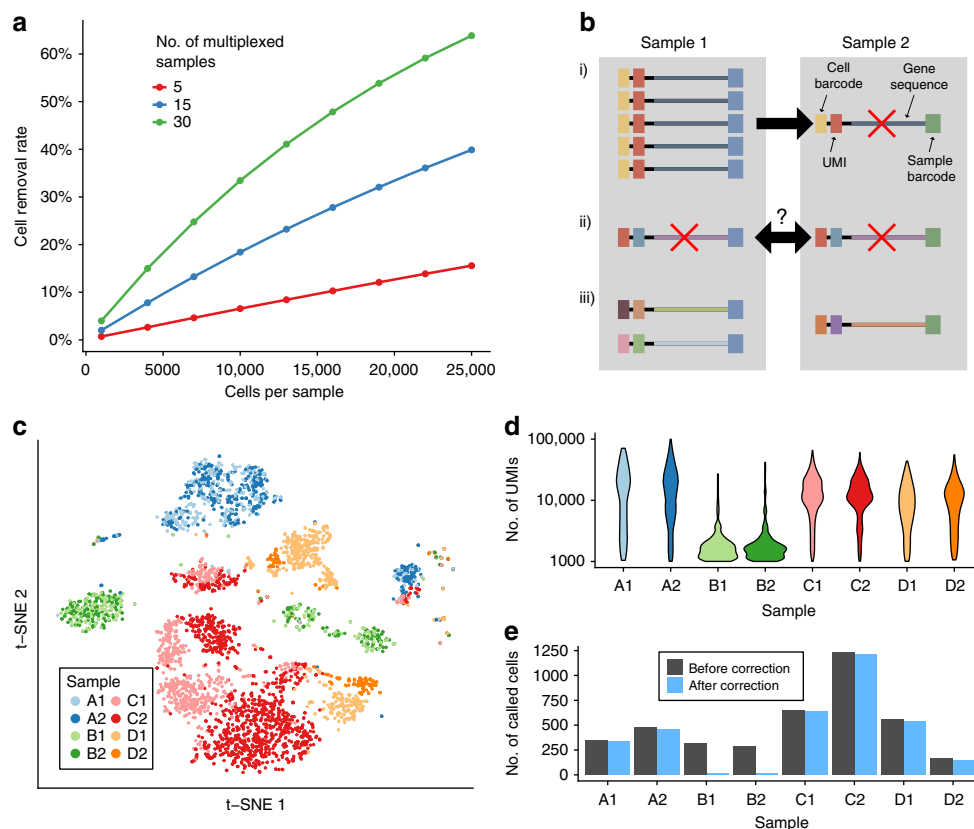 a
No. of multiplexed
samples
5
15
30
60%
50%
40%
30%
20%
10%
0%
Cell removal rate
0
5000
10,000
15,000
20,000
25,000
Cells per sample
b
Sample 1
Sample 2
i)
Cell
barcode
Gene
sequence
UMI
Sample
barcode
ii)
?
iii)
c
t−SNE 2
Sample
A1
C1
A2
C2
B1
D1
B2
D2
t−SNE 1
d
No. of UMIs
100,000
10,000
1000
A1
A2
B1
B2
C1
C2
D1
D2
Sample
e
No. of called cells
1250
1000
750
500
250
0
Before correction
After correction
A1
A2
B1
B2
C1
C2
D1
D2
Sample